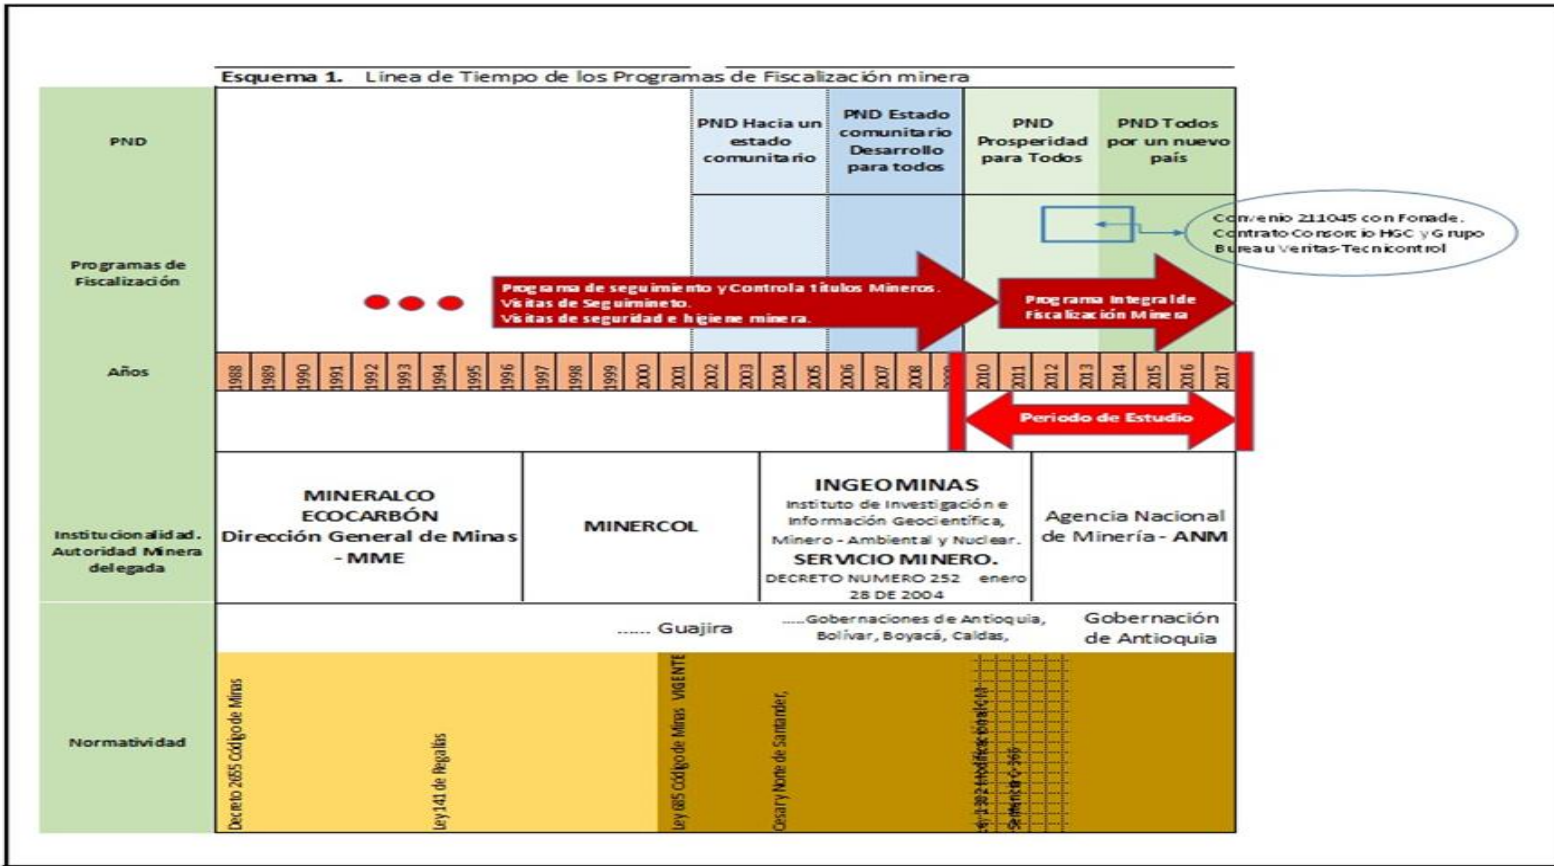 Esquema 1. Línea de Tiempo de los Programas de Fiscalización minera
PND
PND Hacia un
estado
comunitario
PND Estado
comunitario
Desarrollo
para todos
PND
Prosperidad
para Todos
PND Todos
por un nuevo
país
Programas de
Fiscalización
Convenio 211045 con Fonade.
Contrato Consorcio HGC y Grupo
Bureau Veritas-Tecnicontrol
Programa de seguimiento y Control a títulos Mineros.
Visitas de Seguimineto.
Visitas de seguridad e higiene minera.
Programa Integral de
Fiscalización Minera
Años
1988
1989
1990
1991
1992
1993
1994
1995
1996
1997
1998
1999
2000
2001
2002
2003
2004
2005
2006
2007
2008
2009
2010
2011
2012
2013
2014
2015
2016
2017
Periodo de Estudio
Institucionalidad.
Autoridad Minera
delegada
MINERALCO
ECOCARBÓN
Dirección General de Minas
- MME
MINERCOL
INGEOMINAS
Instituto de Investigación e
Información Geocientífica,
Minero - Ambiental y Nuclear.
SERVICIO MINERO.
DECRETO NUMERO 252 enero
28 DE 2004
Agencia Nacional
de Minería - ANM
...... Guajira
.....Gobernaciones de Antioquia,
Bolívar, Boyacá, Caldas,
Gobernación
de Antioquia
Normatividad
Decreto 2655 Código de Minas
Ley 141 de Regalías
Ley 685 Código de Minas VIGENTE
Cesar y Norte de Santander,
Sentencia C-366